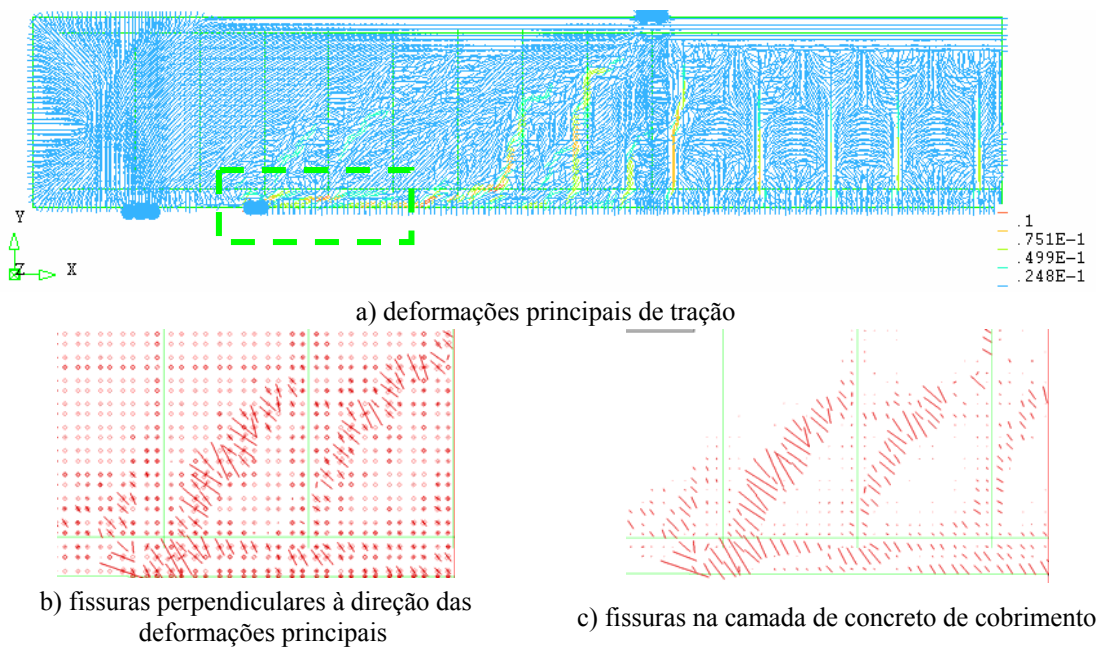 Y
Z X
.1
.751E-1
.499E-1
.248E-1
a) deformações principais de tração
b) fissuras perpendiculares à direção das
deformações principais
c) fissuras na camada de concreto de cobrimento